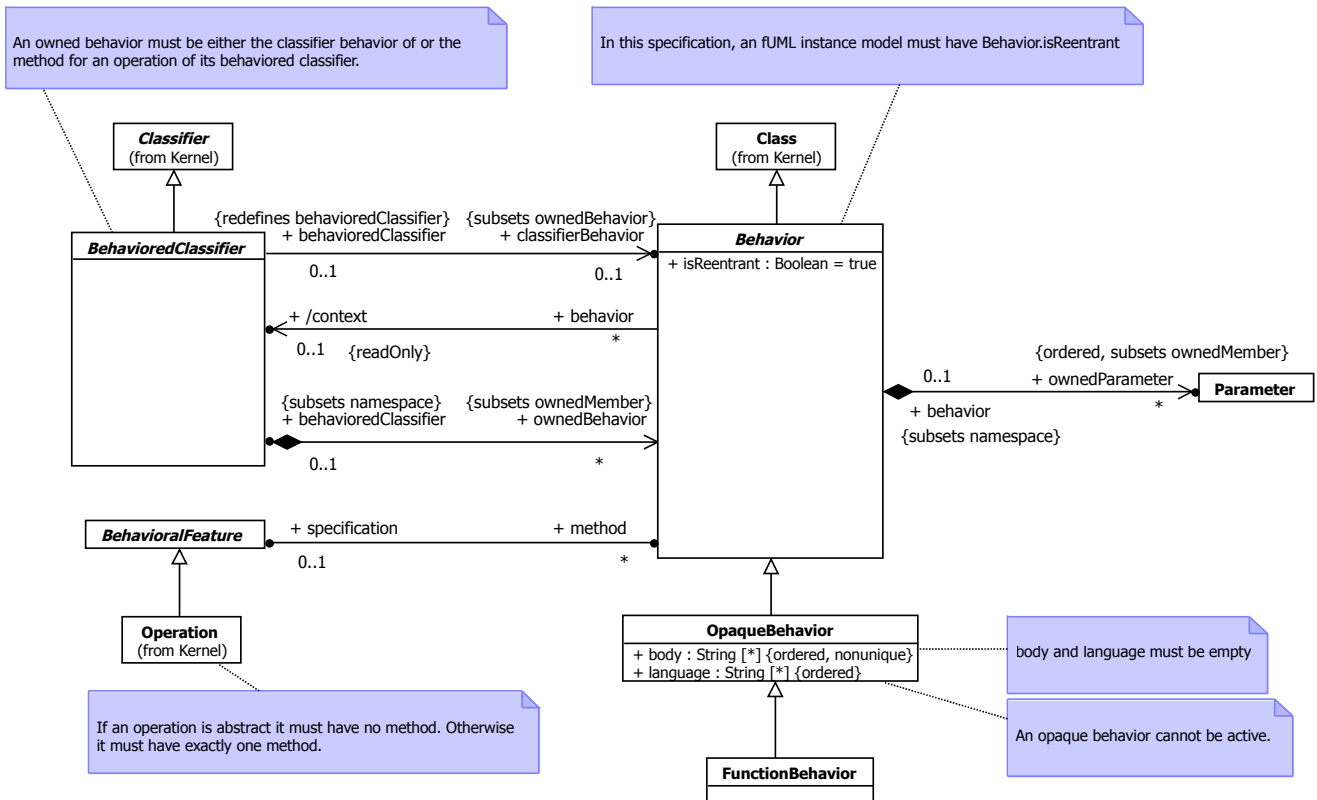 An owned behavior must be either the classifier behavior of or the
method for an operation of its behaviored classifier.
In this specification, an fUML instance model must have Behavior.isReentrant
Classifier
(from Kernel)
Class
(from Kernel)
{redefines behavioredClassifier}
+ behavioredClassifier
0..1
{subsets ownedBehavior}
+ classifierBehavior
0..1
BehavioredClassifier
Behavior
+ isReentrant : Boolean = true
+ /context
0..1
{readOnly}
+ behavior
*
{subsets namespace}
+ behavioredClassifier
0..1
{subsets ownedMember}
+ ownedBehavior
*
0..1
+ behavior
{subsets namespace}
{ordered, subsets ownedMember}
+ ownedParameter
*
Parameter
BehavioralFeature
+ specification
0..1
+ method
*
Operation
(from Kernel)
OpaqueBehavior
+ body : String [*] {ordered, nonunique}
+ language : String [*] {ordered}
body and language must be empty
If an operation is abstract it must have no method. Otherwise
it must have exactly one method.
An opaque behavior cannot be active.
FunctionBehavior